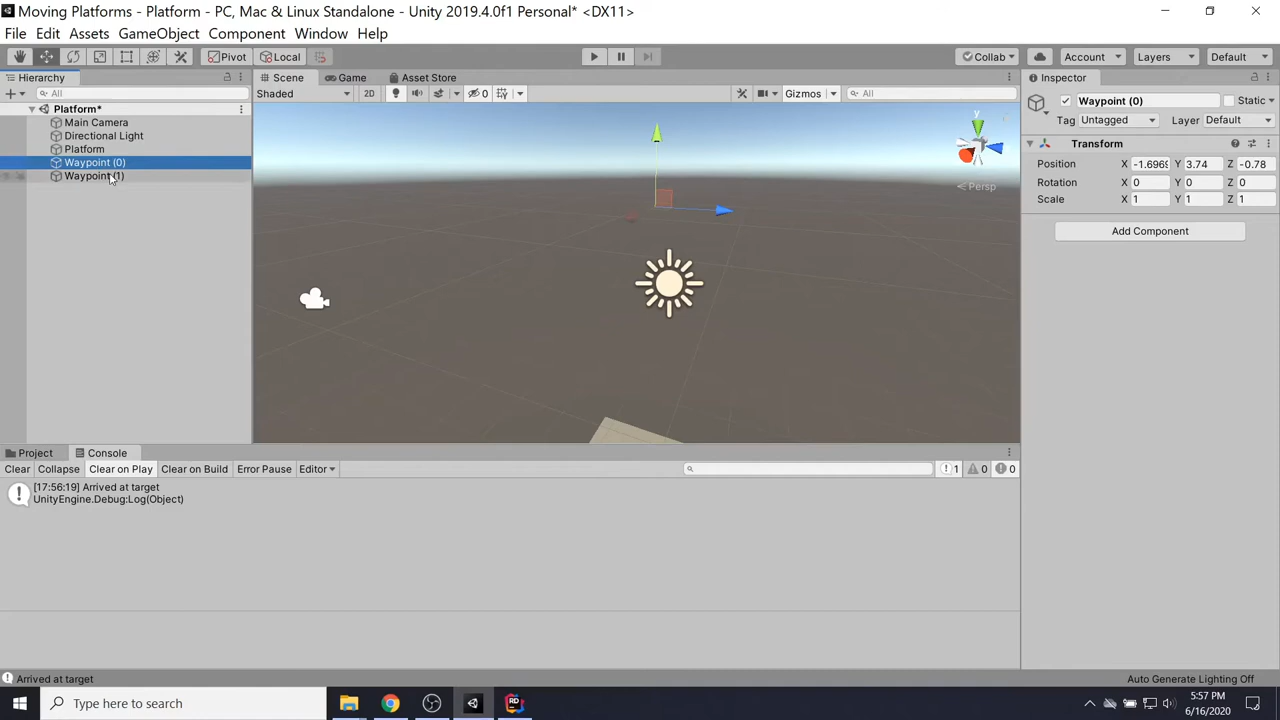 Moving Platforms - Platform - PC, Mac & Linux Standalone - Unity 2019.4.0f1 Personal* <DX11>
File Edit Assets GameObject Component Window Help
Pivot Local Collab Account Layers Default
Hierarchy Scene Game Asset Store Inspector
All Shaded 2D 0 Gizmos All
Waypoint (0) Static
Platform*
Main Camera
Tag Untagged Layer Default
Directional Light
Platform
Transform
Waypoint (0)
Position X -1.696 Y 3.74 Z -0.78
Waypoint (1)
Rotation X 0 Y 0 Z 0
Scale X 1 Y 1 Z 1
y
Persp
Add Component
Project Console
Clear Collapse Clear on Play Clear on Build Error Pause Editor 1 0 0
[17:56:19] Arrived at target
UnityEngine.Debug:Log(Object)
Arrived at target
Auto Generate Lighting Off
Type here to search
5:57 PM
6/16/2020